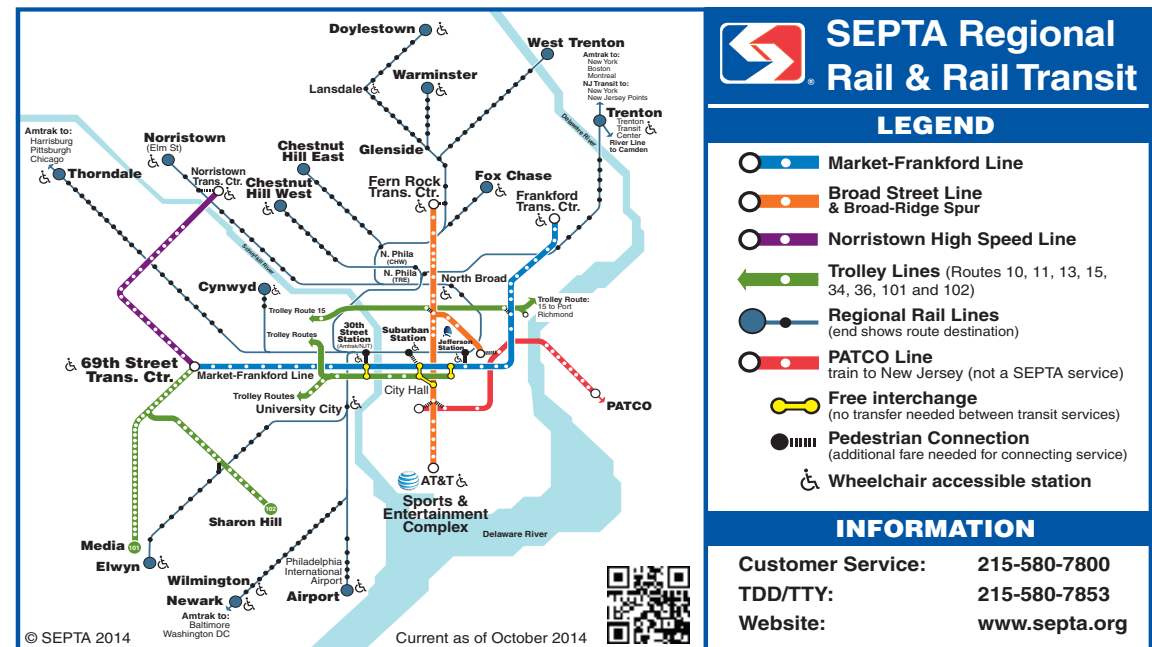 Doylestown
West Trenton
Amtrak to:
New York
Boston
Montreal
NJ Transit to:
New York
New Jersey Points
Warminster
Lansdale
Trenton
Trenton
Transit
Center
River Line
to Camden
Delaware River
Amtrak to:
Harrisburg
Pittsburgh
Chicago
Thorndale
Norristown
(Elm St)
Norristown
Trans. Ctr.
Chestnut
Hill East
Chestnut
Hill West
Glenside
Fern Rock
Trans. Ctr.
Fox Chase
Frankford
Trans. Ctr.
Schuylkill River
N. Phila
(CHW)
N. Phila
(TRE)
North Broad
Cynwyd
Trolley Route 15
Trolley Route:
15 to Port
Richmond
Trolley Routes
30th
Street
Station
(Amtrak/NJT)
Suburban
Station
Jefferson
Station
69th Street
Trans. Ctr.
Market-Frankford Line
City Hall
Trolley Routes
University City
PATCO
AT&T
Sports &
Entertainment
Complex
Delaware River
102
Sharon Hill
Media
101
Elwyn
Wilmington
Newark
Amtrak to:
Baltimore
Washington DC
Philadelphia
International
Airport
Airport
© SEPTA 2014
Current as of October 2014
®
SEPTA Regional
Rail & Rail Transit
LEGEND
Market-Frankford Line
Broad Street Line
& Broad-Ridge Spur
Norristown High Speed Line
Trolley Lines (Routes 10, 11, 13, 15,
34, 36, 101 and 102)
Regional Rail Lines
(end shows route destination)
PATCO Line
train to New Jersey (not a SEPTA service)
Free interchange
(no transfer needed between transit services)
Pedestrian Connection
(additional fare needed for connecting service)
Wheelchair accessible station
INFORMATION
Customer Service: 215-580-7800
TDD/TTY: 215-580-7853
Website: www.septa.org